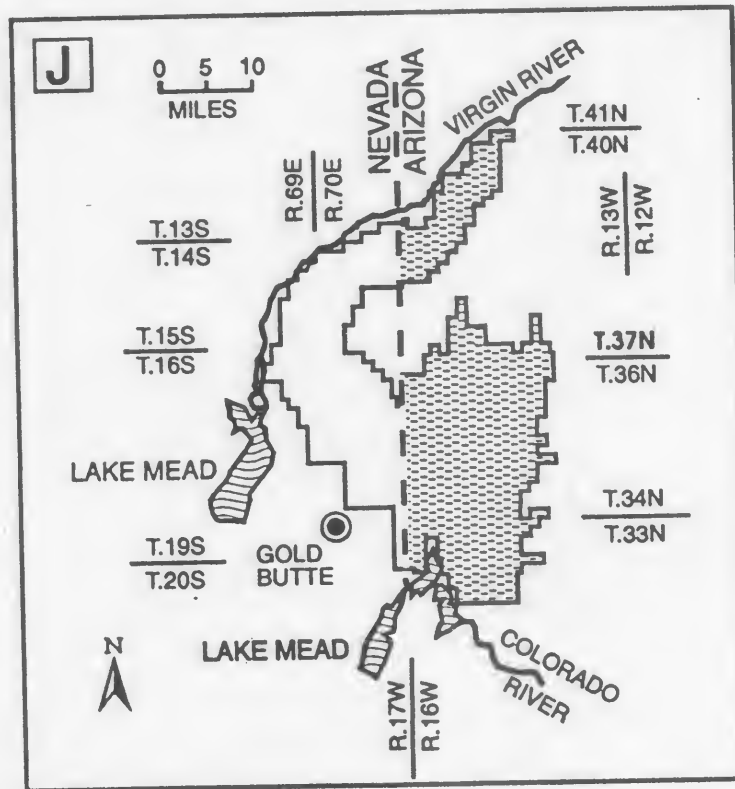 J
0 5 10
MILES
NEVADA
ARIZONA
VIRGIN RIVER
T.41N
T.40N
R.69E
R.70E
R.13W
R.12W
T.13S
T.14S
T.15S
T.16S
T.37N
T.36N
LAKE MEAD
T.34N
T.33N
T.19S
T.20S
GOLD
BUTTE
N
LAKE MEAD
COLORADO
RIVER
R.17W
R.16W